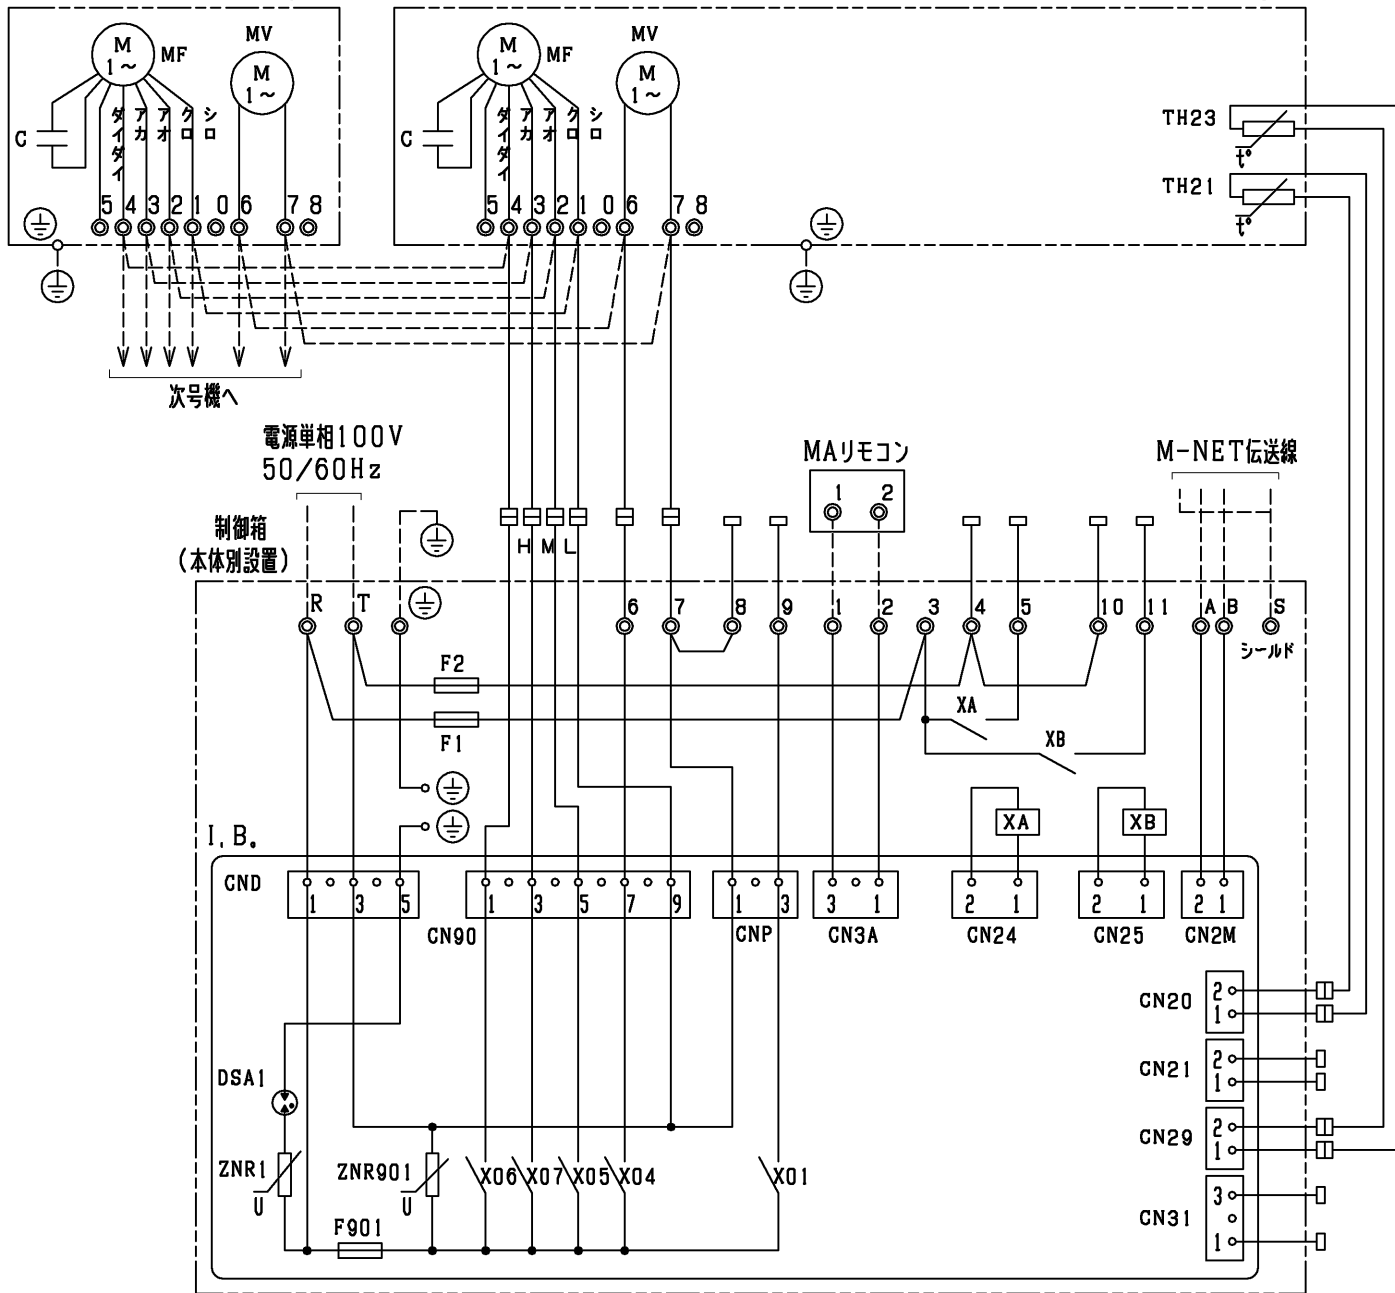 M
1~
MF
MV
M
1~
C
ダイダイ
アカ
アオ
クロ
シロ
5 4 3 2 1 0 6 7 8
M
1~
MF
MV
M
1~
C
ダイダイ
アカ
アオ
クロ
シロ
5 4 3 2 1 0 6 7 8
TH23
t°
TH21
t°
次号機へ
電源単相100V
50/60Hz
MAリモコン
1 2
M-NET伝送線
制御箱
(本体別設置)
H M L
R T
6 7 8 9 1 2 3 4 5 10 11 A B S
シールド
F2
F1
XA
XB
XA
XB
I.B.
CND
1 3 5
CN90
1 3 5 7 9
CNP
1 3
CN3A
3 1
CN24
2 1
CN25
2 1
CN2M
2 1
CN20
2
1
CN21
2
1
CN29
2
1
CN31
3
1
DSA1
ZNR1
U
ZNR901
U
F901
X06 X07 X05 X04 X01